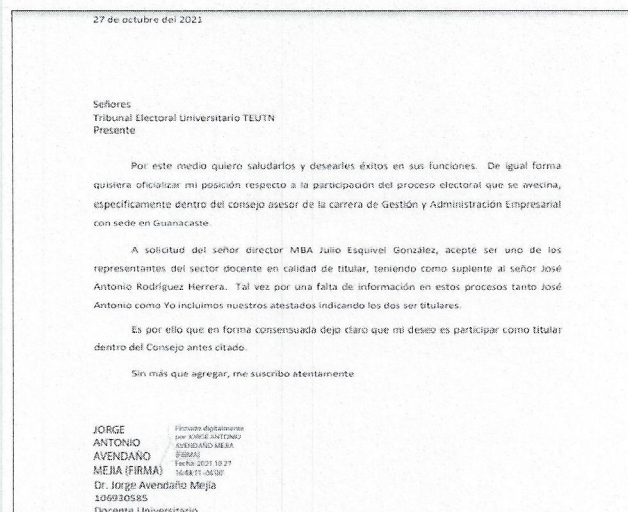 27 de octubre del 2021
Señores
Tribunal Electoral Universitario TEUTN
Presente
Por este medio quiero saludarlos y desearles éxitos en sus funciones. De igual forma
quisiera oficializar mi posición respecto a la participación del proceso electoral que se avecina,
específicamente dentro del consejo asesor de la carrera de Gestión y Administración Empresarial
con sede en Guanacaste.
A solicitud del señor director MBA Julio Esquivel González, acepte ser uno de los
representantes del sector docente en calidad de titular, teniendo como suplente al señor José
Antonio Rodríguez Herrera. Tal vez por una falta de información en estos procesos tanto José
Antonio como Yo incluimos nuestros atestados indicando los dos ser titulares.
Es por ello que en forma consensuada dejo claro que mi deseo es participar como titular
dentro del Consejo antes citado.
Sin más que agregar, me suscribo atentamente
JORGE
ANTONIO
AVENDAÑO
MEJIA (FIRMA)
Firmado digitalmente
por JORGE ANTONIO
AVENDAÑO MEJIA
(FIRMA)
Fecha: 2021.10.27
Dr. Jorge Avendaño Mejía
106930585
Docente Universitario